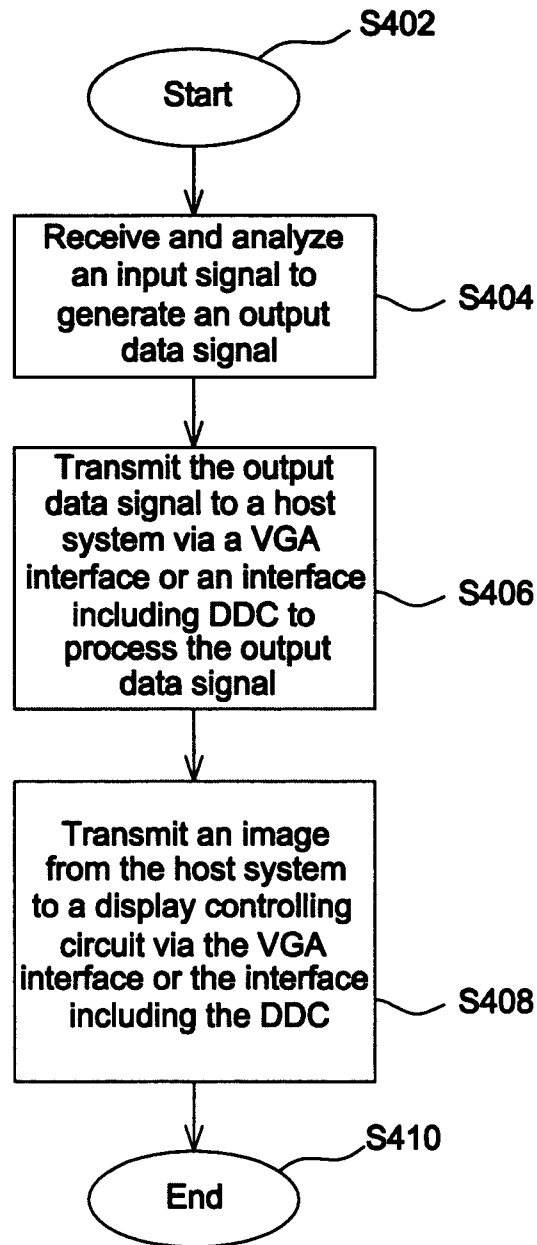 S402
Start
Receive and analyze
an input signal to
generate an output
data signal
S404
Transmit the output
data signal to a host
system via a VGA
interface or an interface
including DDC to
process the output
data signal
S406
Transmit an image
from the host system
to a display controlling
circuit via the VGA
interface or the interface
including the DDC
S408
S410
End